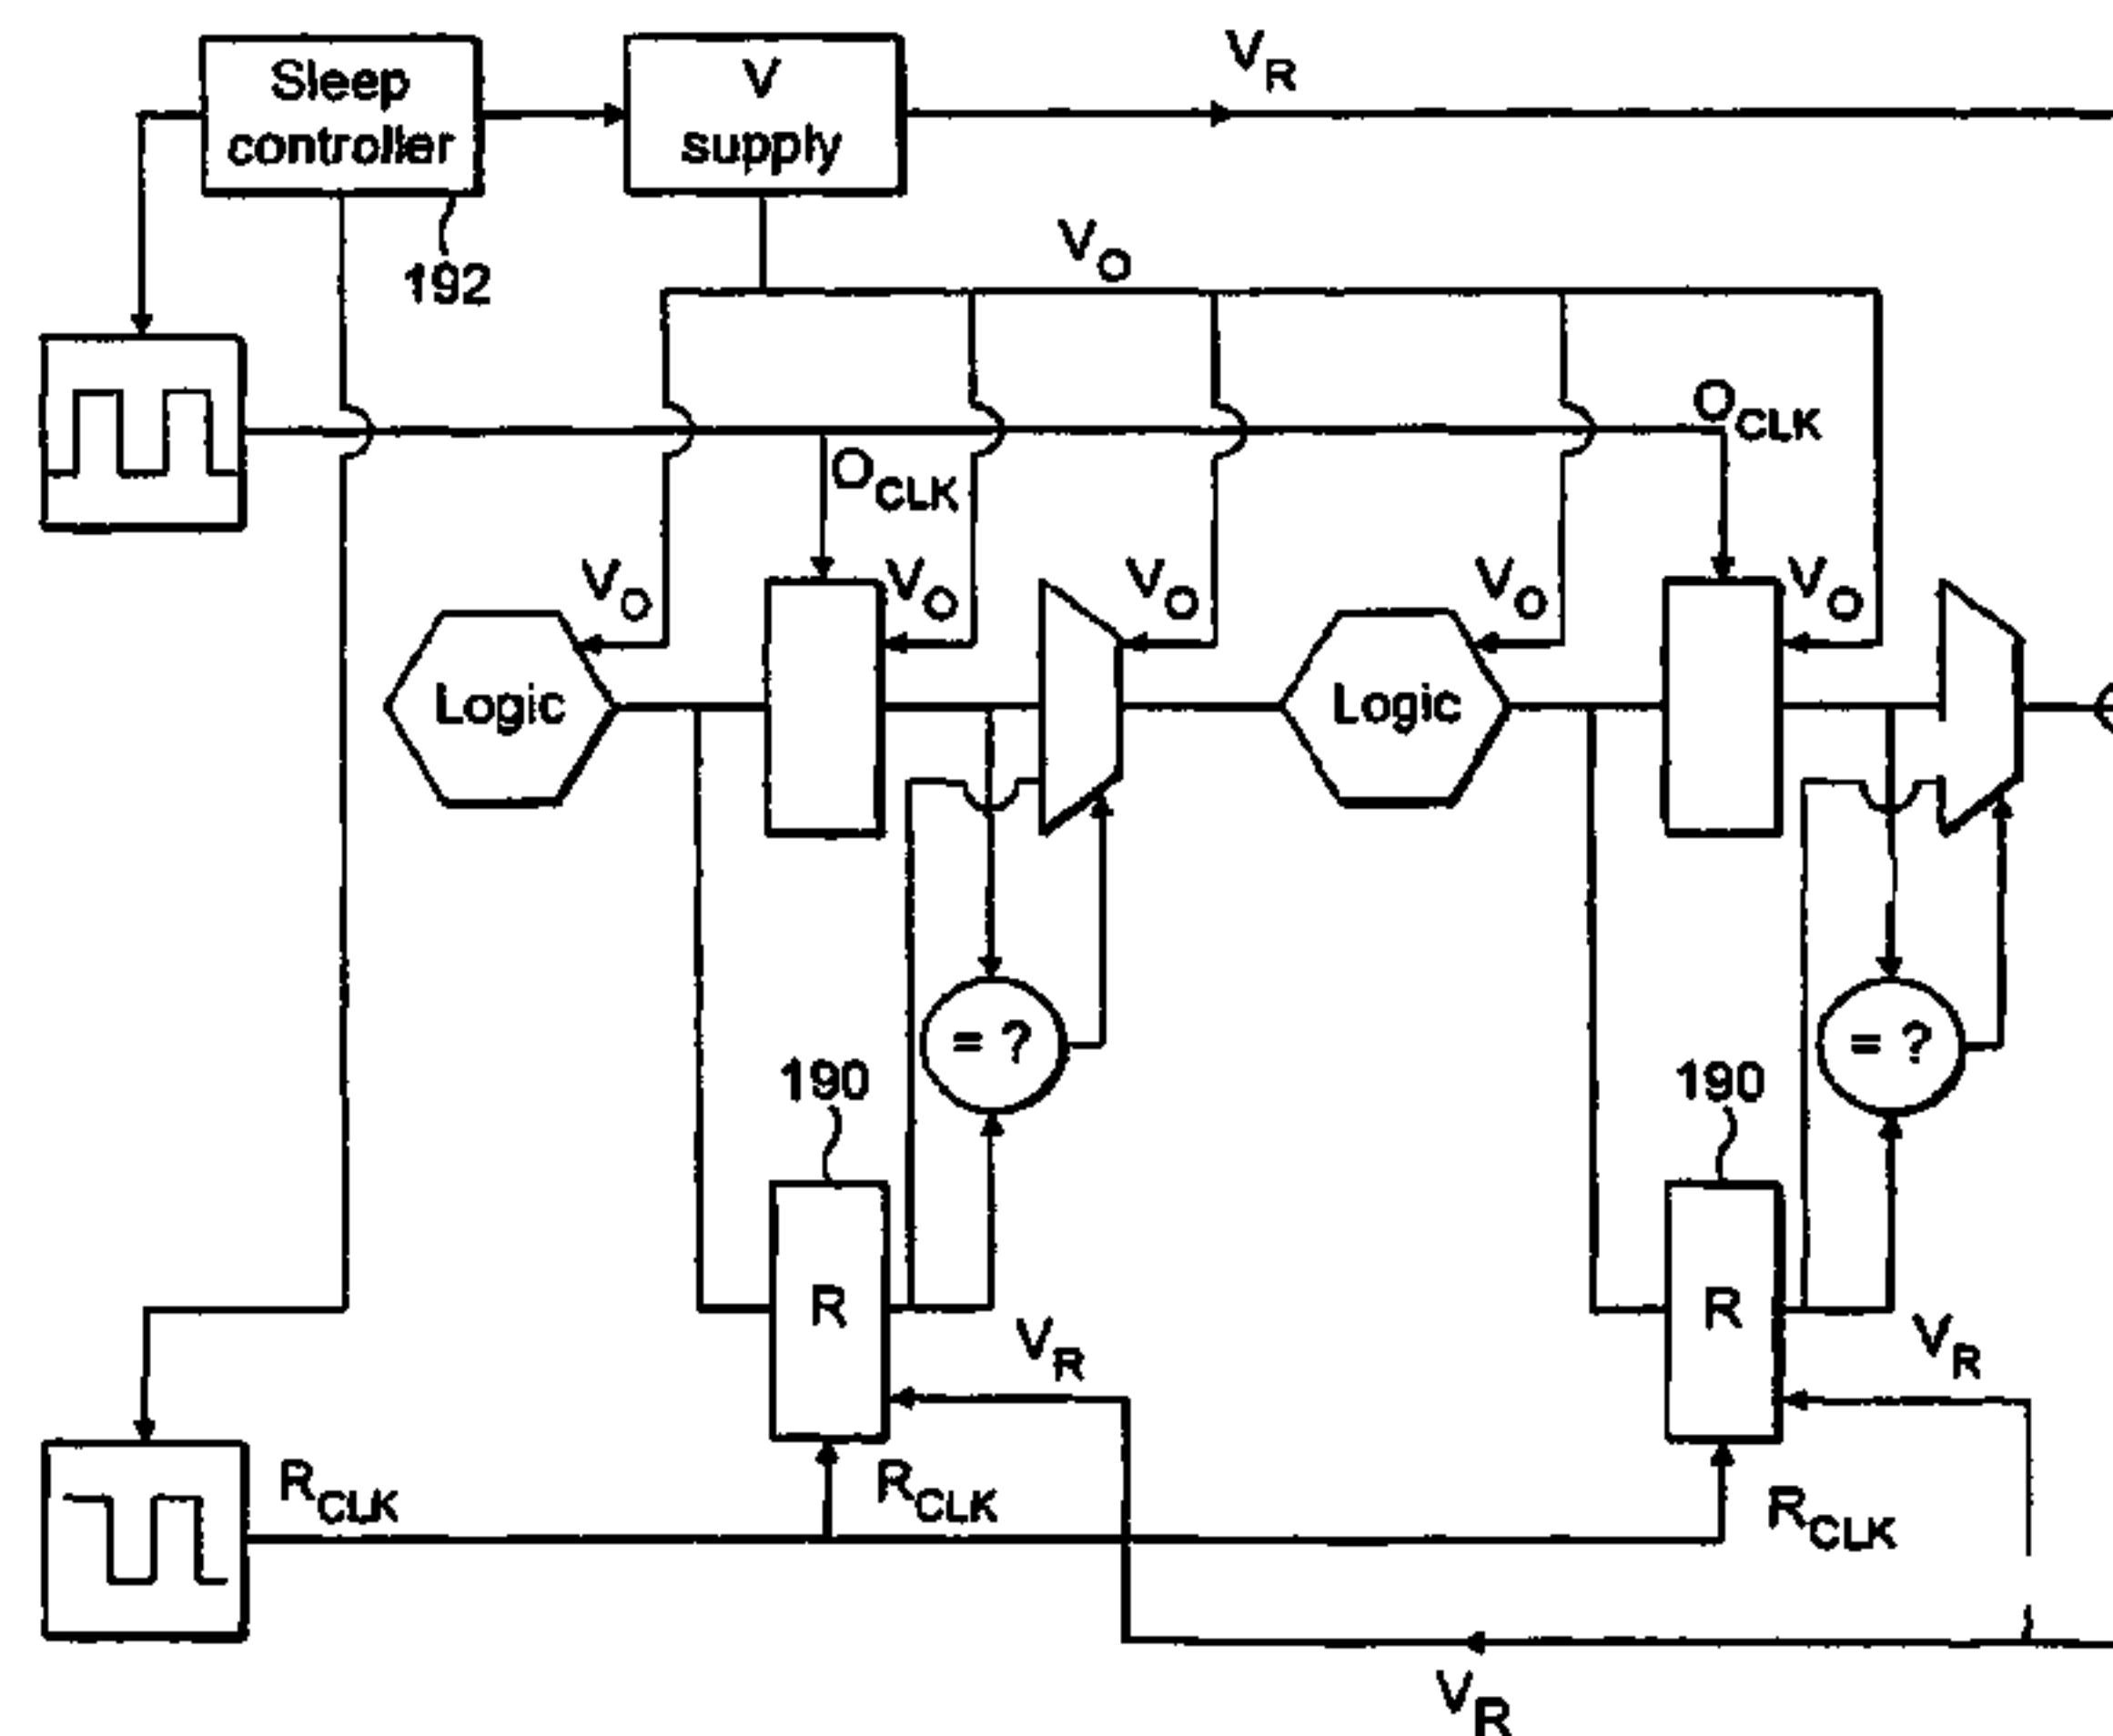 Sleep
controller
V
supply
V_R
192
V_O
O_CLK
O_CLK
V_O
V_O
V_O
V_O
V_O
Logic
Logic
= ?
= ?
190
190
R
R
V_R
V_R
R_CLK
R_CLK
R_CLK
V_R